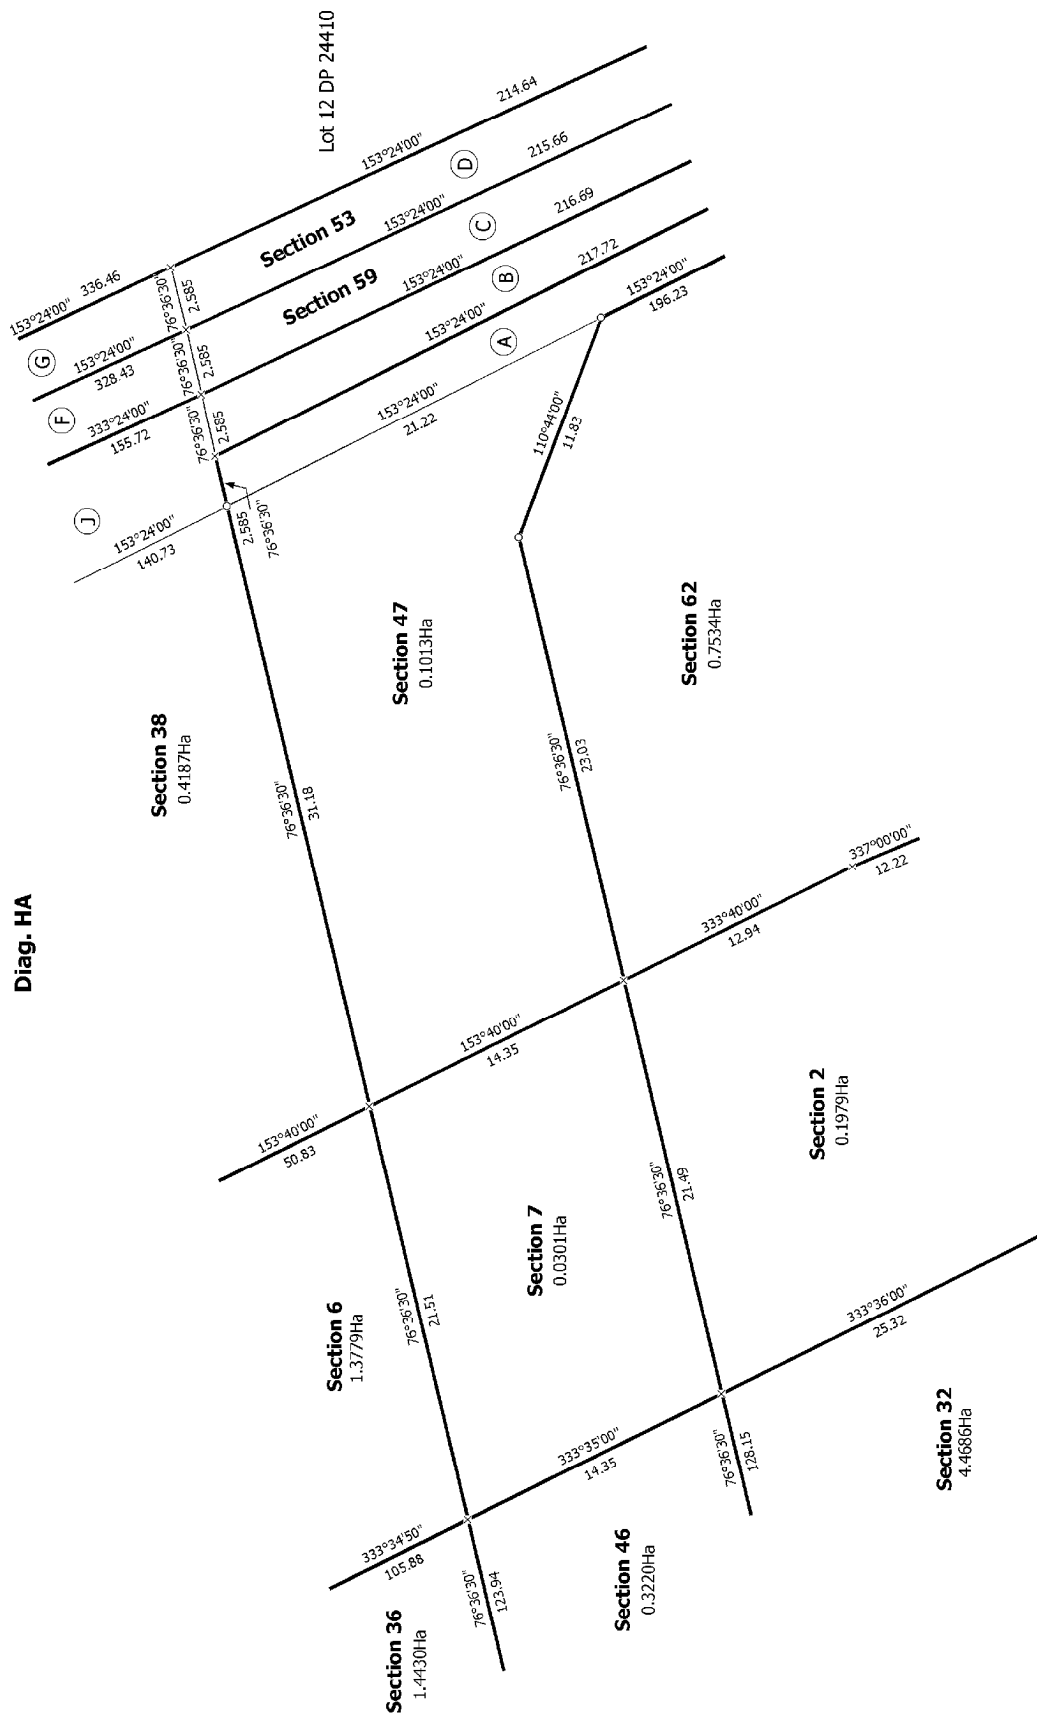 Diag. HA
Lot 12 DP 24410
153°24'00"
336.46
153°24'00"
214.64
G
153°24'00"
328.43
76°36'30"
2.585
Section 53
D
153°24'00"
215.66
F
333°24'00"
155.72
76°36'30"
2.585
Section 59
C
153°24'00"
216.69
76°36'30"
2.585
B
153°24'00"
217.72
J
153°24'00"
140.73
2.585
76°36'30"
A
153°24'00"
21.22
153°24'00"
196.23
110°44'00"
11.83
Section 38
0.4187Ha
76°36'30"
31.18
Section 47
0.1013Ha
76°36'30"
23.03
Section 62
0.7534Ha
153°40'00"
50.83
153°40'00"
14.35
333°40'00"
12.94
337°00'00"
12.22
Section 6
1.3779Ha
76°36'30"
21.51
Section 7
0.0301Ha
76°36'30"
21.49
Section 2
0.1979Ha
333°34'50"
105.88
333°35'00"
14.35
333°36'00"
25.32
Section 36
1.4430Ha
76°36'30"
123.94
Section 46
0.3220Ha
76°36'30"
128.15
Section 32
4.4686Ha